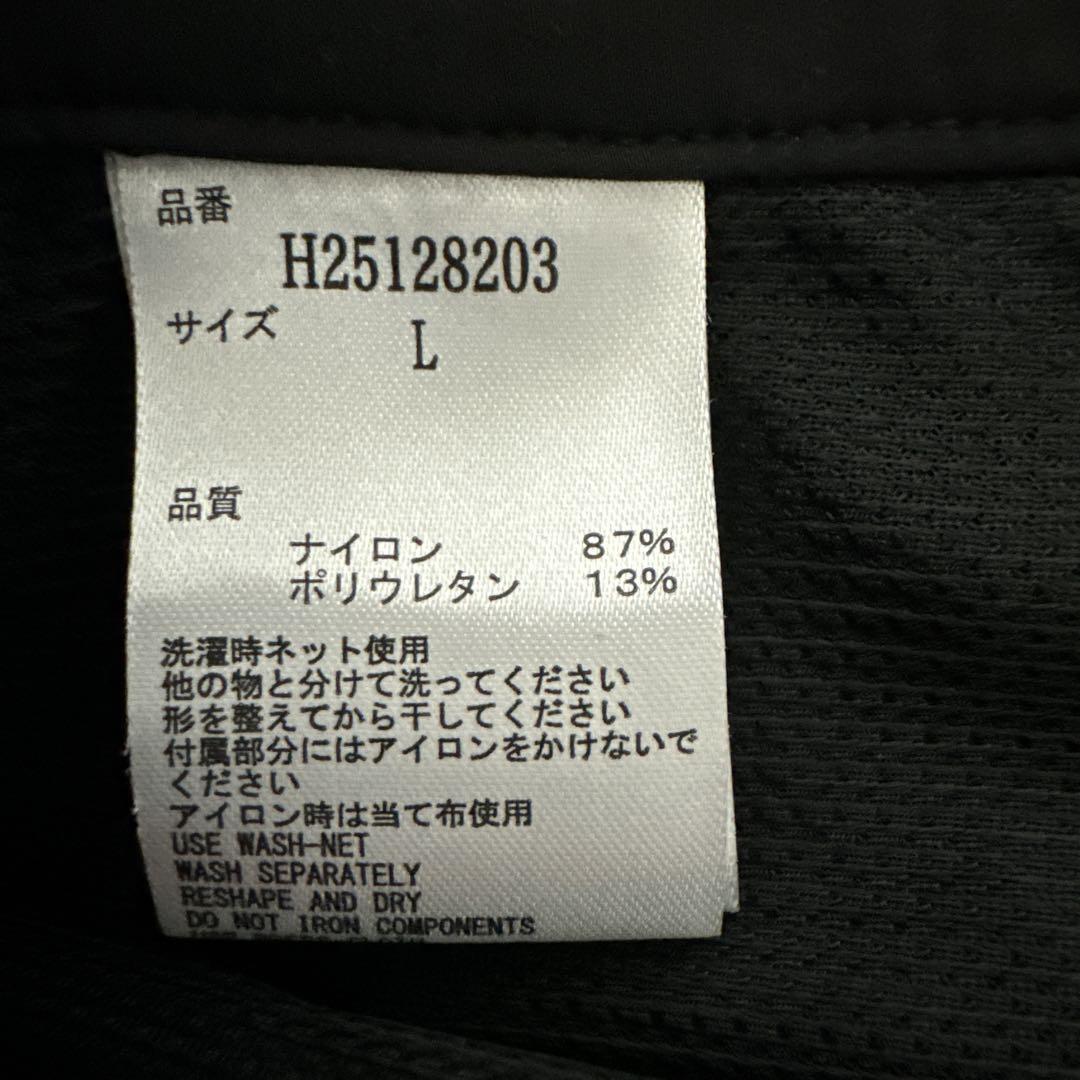 品番
H25128203
サイズ
L
品質
ナイロン 87%
ポリウレタン 13%
洗濯時ネット使用
他の物と分けて洗ってください
形を整えてから干してください
付属部分にはアイロンをかけないで
ください
アイロン時は当て布使用
USE WASH-NET
WASH SEPARATELY
RESHAPE AND DRY
DO NOT IRON COMPONENTS